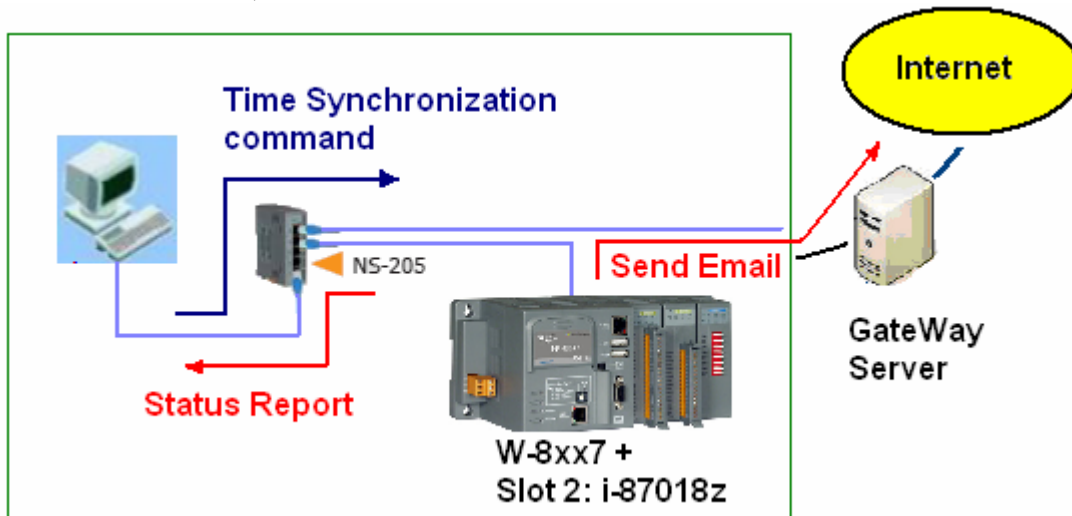 Internet
Time Synchronization
command
NS-205
Send Email
GateWay
Server
Status Report
W-8xx7 +
Slot 2: i-87018z